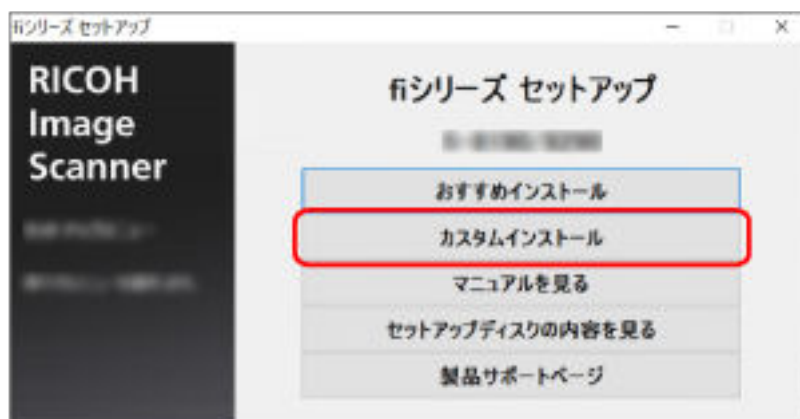 fiシリーズ セットアップ
RICOH
Image
Scanner
fiシリーズ セットアップ
おすすめインストール
カスタムインストール
マニュアルを見る
セットアップディスクの内容を見る
製品サポートページ